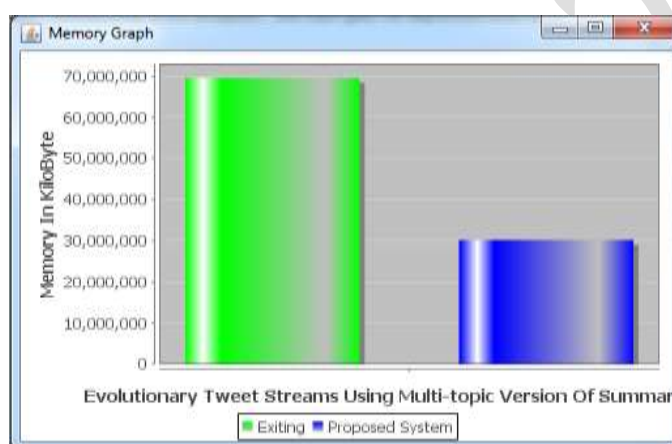 Memory Graph
Memory In KiloByte
70,000,000
60,000,000
50,000,000
40,000,000
30,000,000
20,000,000
10,000,000
0
Evolutionary Tweet Streams Using Multi-topic Version Of Summar
Exiting Proposed System